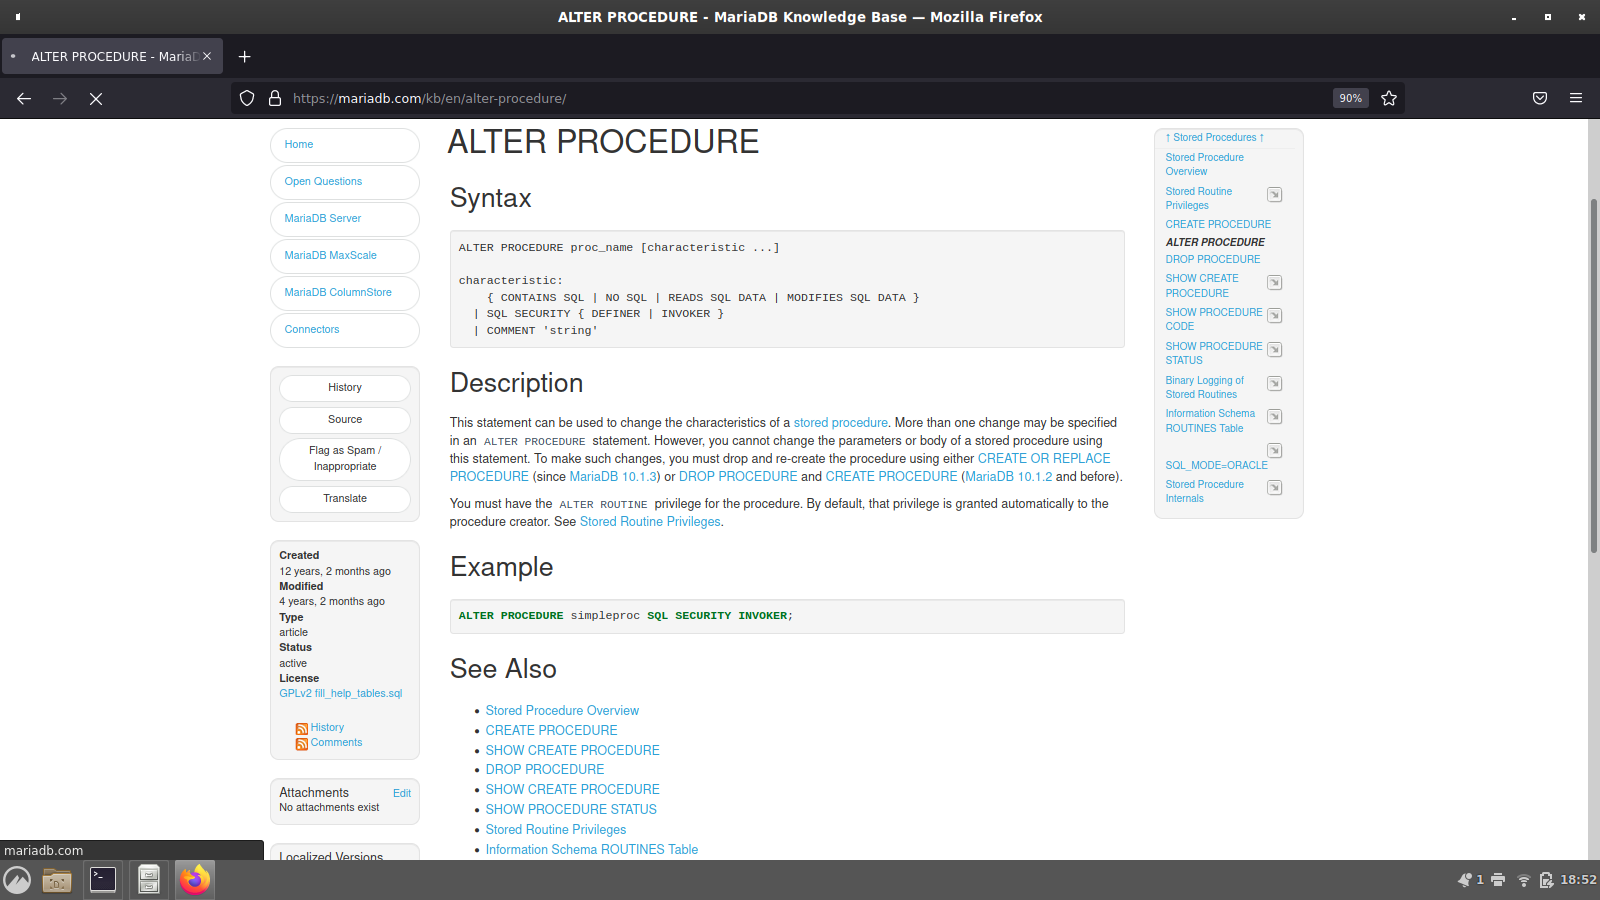 ALTER PROCEDURE - MariaDB Knowledge Base — Mozilla Firefox
ALTER PROCEDURE - MariaD
https://mariadb.com/kb/en/alter-procedure/
90%
Home
Open Questions
MariaDB Server
MariaDB MaxScale
MariaDB ColumnStore
Connectors
History
Source
Flag as Spam /
Inappropriate
Translate
Created
12 years, 2 months ago
Modified
4 years, 2 months ago
Type
article
Status
active
License
GPLv2 fill_help_tables.sql
History
Comments
Attachments
Edit
No attachments exist
Localized Versions
ALTER PROCEDURE
Syntax
ALTER PROCEDURE proc_name [characteristic ...]
characteristic:
{ CONTAINS SQL | NO SQL | READS SQL DATA | MODIFIES SQL DATA }
| SQL SECURITY { DEFINER | INVOKER }
| COMMENT 'string'
Description
This statement can be used to change the characteristics of a stored procedure. More than one change may be specified
in an ALTER PROCEDURE statement. However, you cannot change the parameters or body of a stored procedure using
this statement. To make such changes, you must drop and re-create the procedure using either CREATE OR REPLACE
PROCEDURE (since MariaDB 10.1.3) or DROP PROCEDURE and CREATE PROCEDURE (MariaDB 10.1.2 and before).
You must have the ALTER ROUTINE privilege for the procedure. By default, that privilege is granted automatically to the
procedure creator. See Stored Routine Privileges.
Example
ALTER PROCEDURE simpleproc SQL SECURITY INVOKER;
See Also
• Stored Procedure Overview
• CREATE PROCEDURE
• SHOW CREATE PROCEDURE
• DROP PROCEDURE
• SHOW CREATE PROCEDURE
• SHOW PROCEDURE STATUS
• Stored Routine Privileges
• Information Schema ROUTINES Table
↑ Stored Procedures ↑
Stored Procedure
Overview
Stored Routine
Privileges
CREATE PROCEDURE
ALTER PROCEDURE
DROP PROCEDURE
SHOW CREATE
PROCEDURE
SHOW PROCEDURE
CODE
SHOW PROCEDURE
STATUS
Binary Logging of
Stored Routines
Information Schema
ROUTINES Table
SQL_MODE=ORACLE
Stored Procedure
Internals
mariadb.com
1
18:52